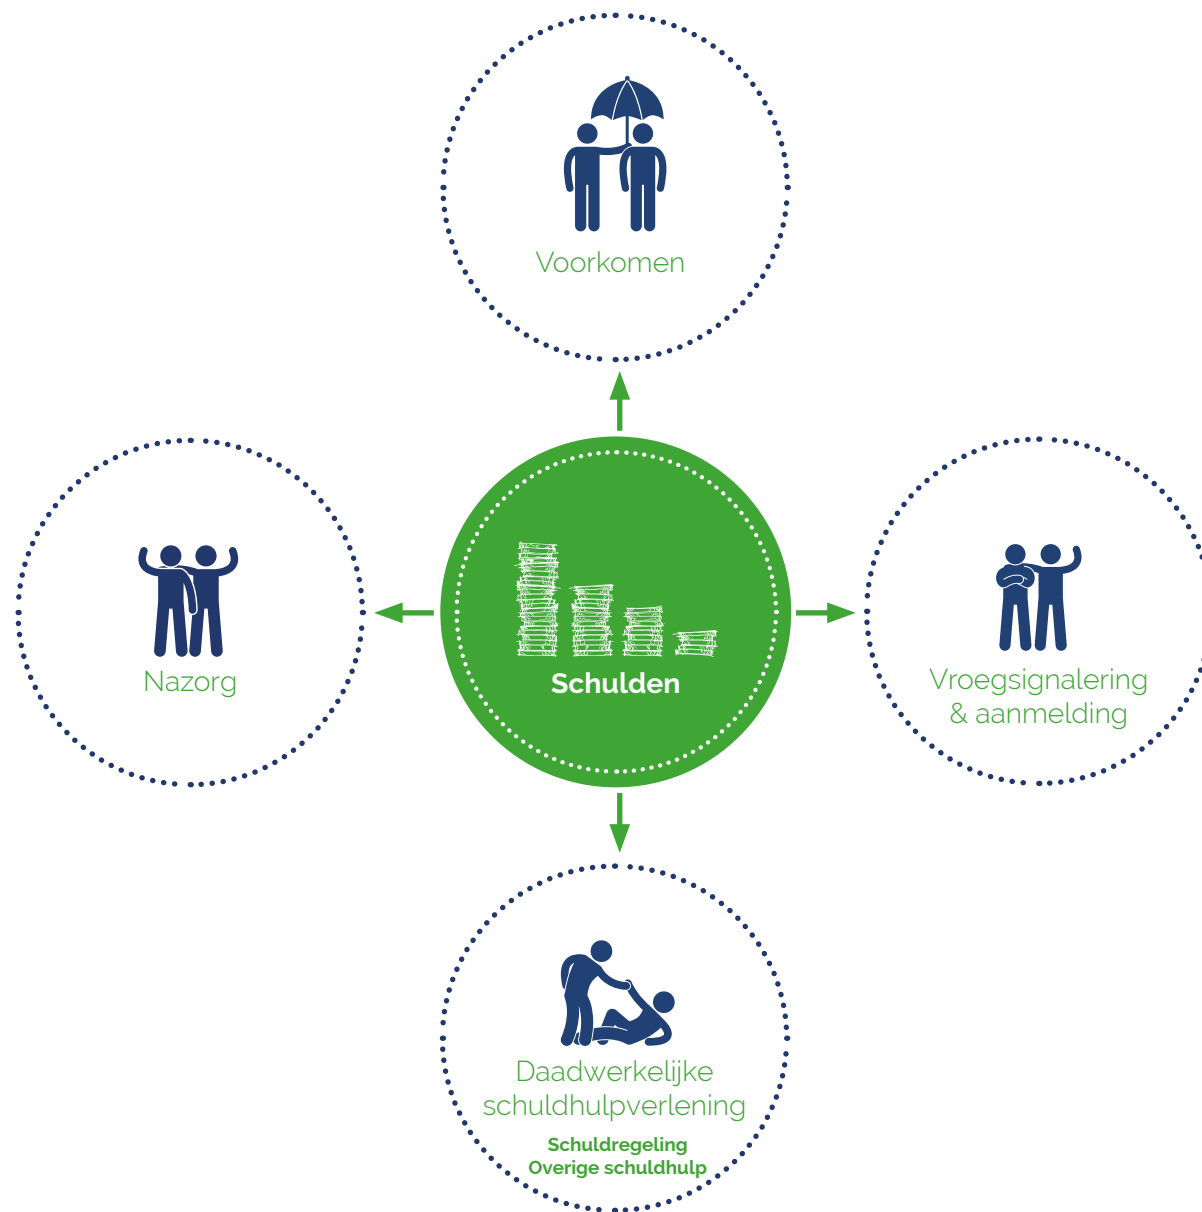 Voorkomen
Nazorg
Schulden
Vroegsignalering
& aanmelding
Daadwerkelijke
schuldhulpverlening
Schuldregeling
Overige schuldhulp